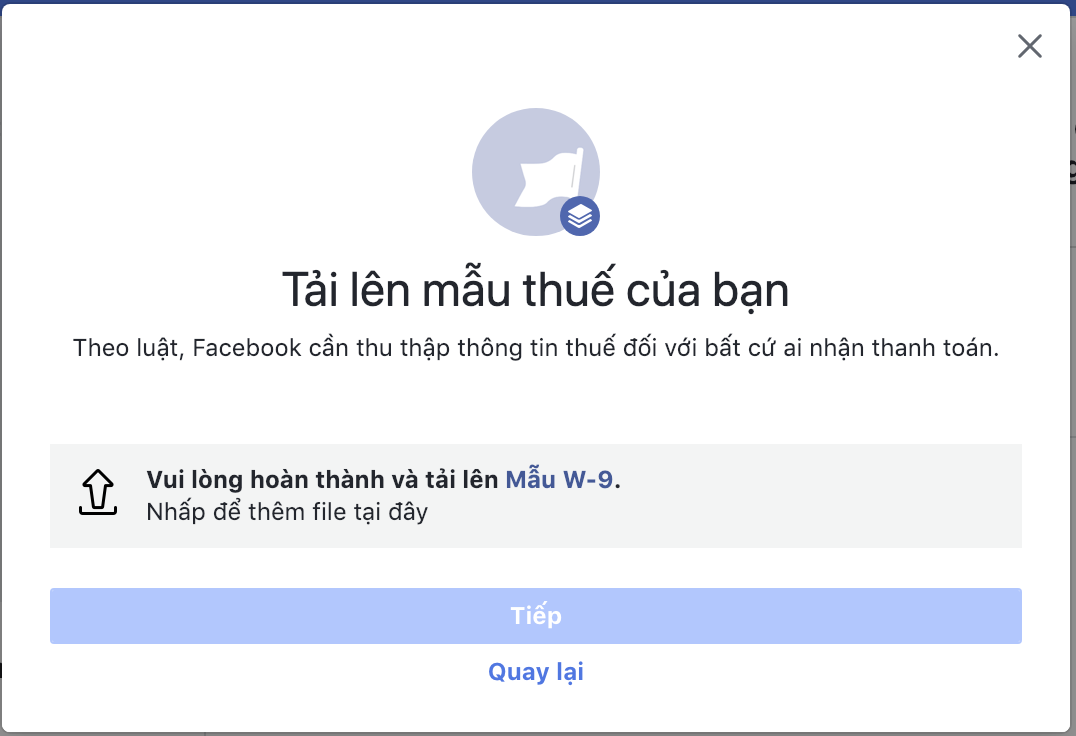 Tải lên mẫu thuế của bạn
Theo luật, Facebook cần thu thập thông tin thuế đối với bất cứ ai nhận thanh toán.
Vui lòng hoàn thành và tải lên Mẫu W-9.
Nhấp để thêm file tại đây
Tiếp
Quay lại